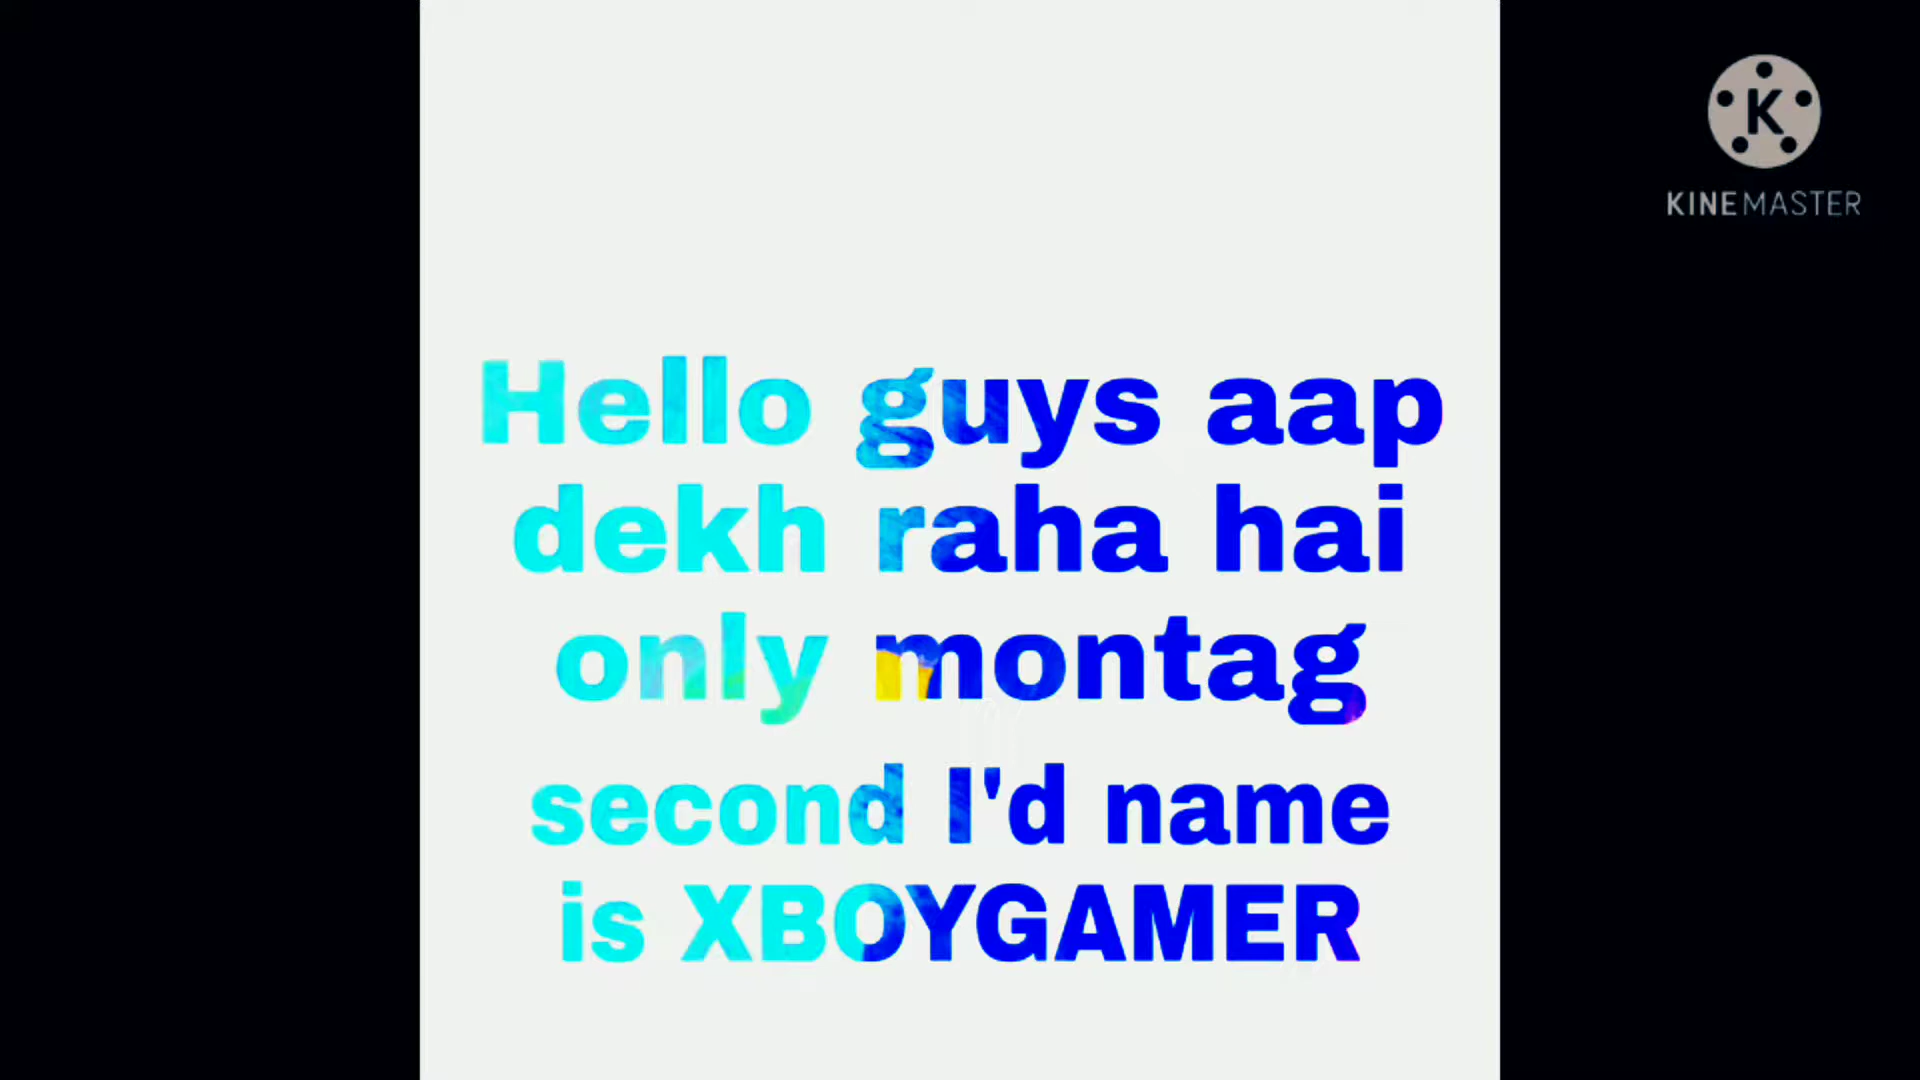 K
KINEMASTER
Hello guys aap
dekh raha hai
only montag
second I'd name
is XBOYGAMER